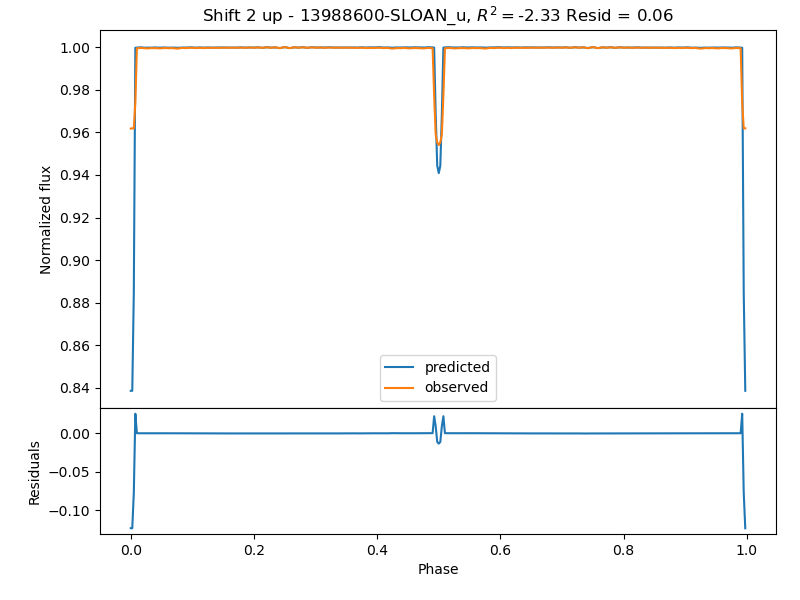 Shift 2 up - 13988600-SLOAN_u, R² = -2.33 Resid = 0.06
1.00
0.98
0.96
0.94
0.92
0.90
0.88
0.86
0.84
Normalized flux
predicted
observed
0.00
−0.05
−0.10
Residuals
0.0 0.2 0.4 0.6 0.8 1.0
Phase